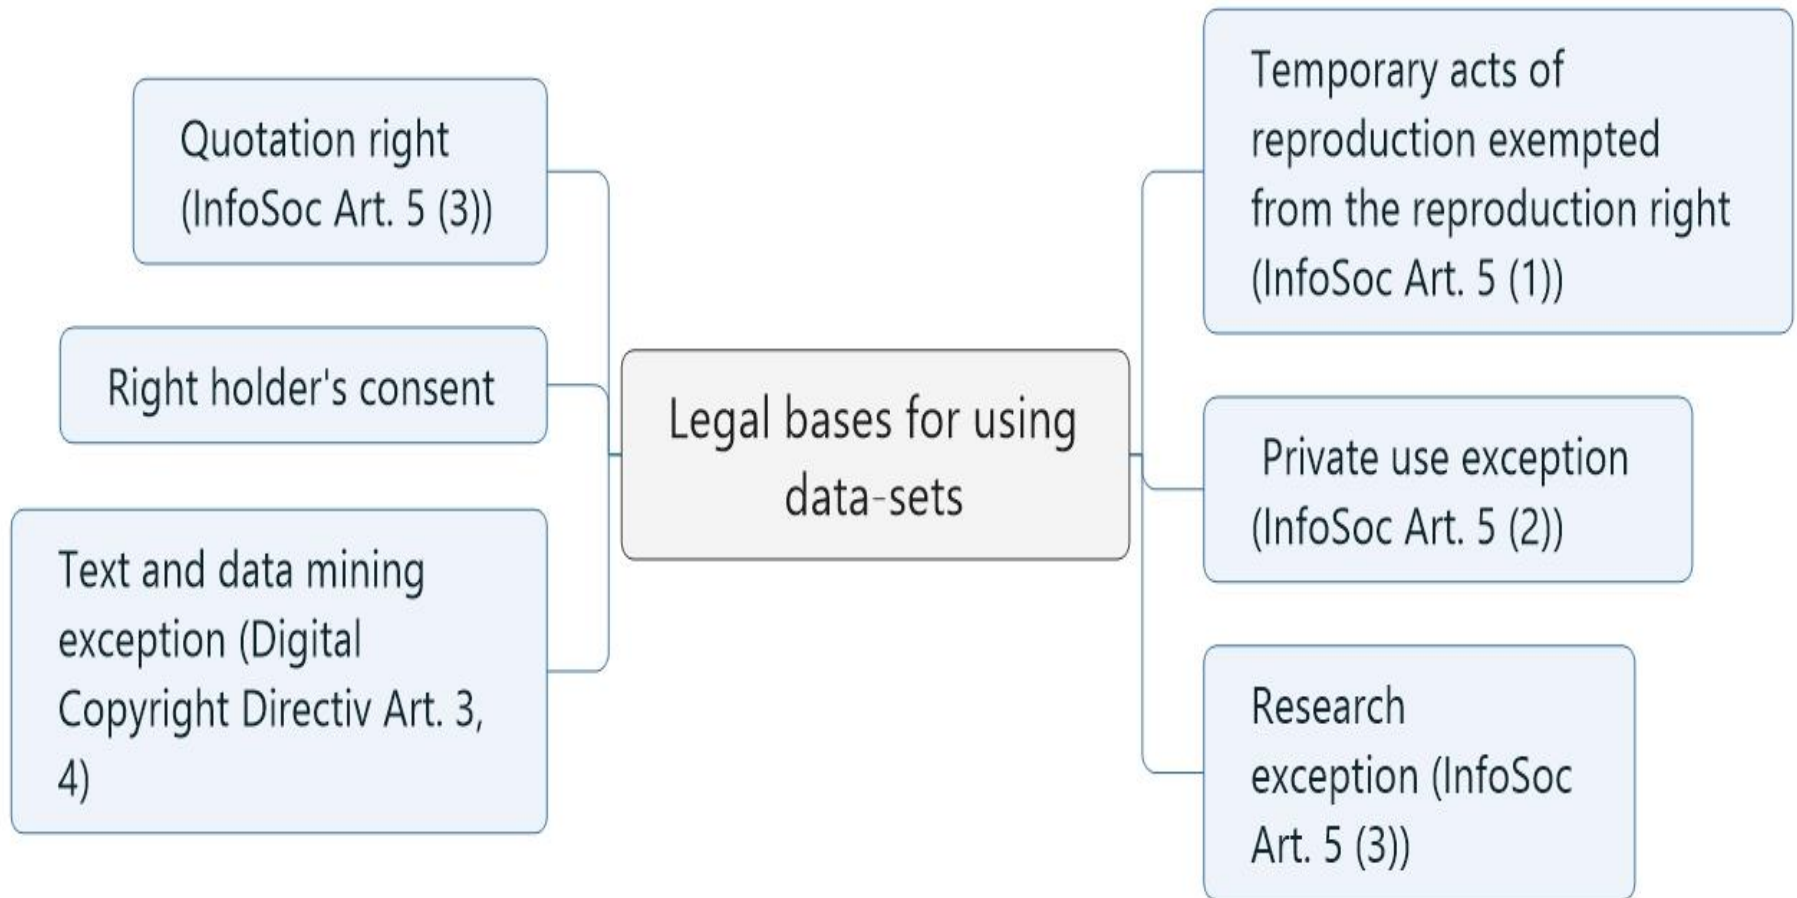 Quotation right
(InfoSoc Art. 5 (3))
Right holder's consent
Text and data mining
exception (Digital
Copyright Directiv Art. 3,
4)
Legal bases for using
data-sets
Temporary acts of
reproduction exempted
from the reproduction right
(InfoSoc Art. 5 (1))
Private use exception
(InfoSoc Art. 5 (2))
Research
exception (InfoSoc
Art. 5 (3))